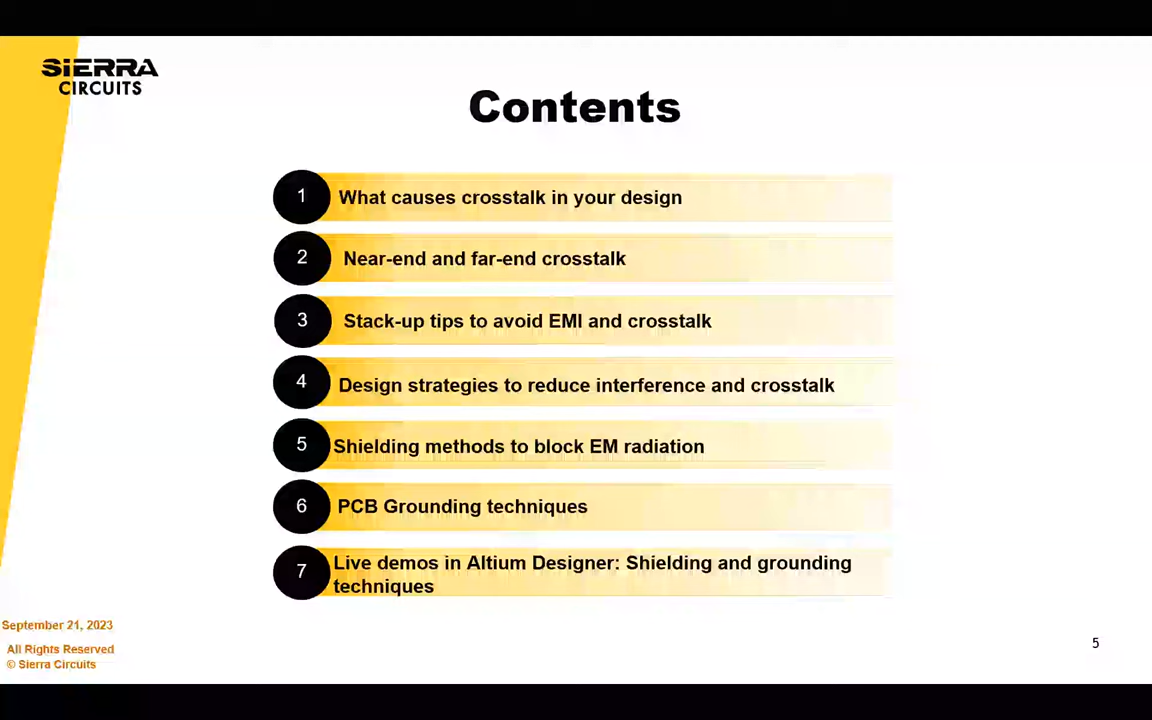 SIERRA
CIRCUITS
Contents
1 What causes crosstalk in your design
2 Near-end and far-end crosstalk
3 Stack-up tips to avoid EMI and crosstalk
4 Design strategies to reduce interference and crosstalk
5 Shielding methods to block EM radiation
6 PCB Grounding techniques
7 Live demos in Altium Designer: Shielding and grounding
techniques
September 21, 2023
All Rights Reserved
© Sierra Circuits
5